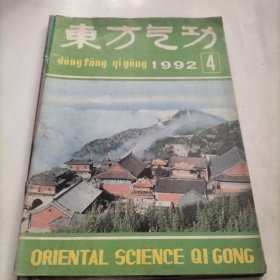 東方气功
dōng fāng qì gōng 1992 4
ORIENTAL SCIENCE QI GONG